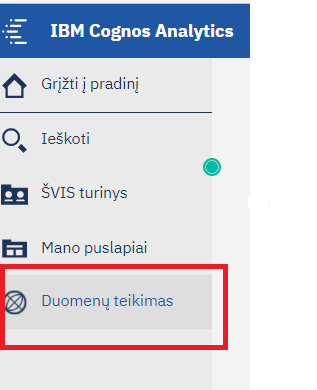 IBM Cognos Analytics
Grįžti į pradinį
Ieškoti
ŠVIS turinys
Mano puslapiai
Duomenų teikimas